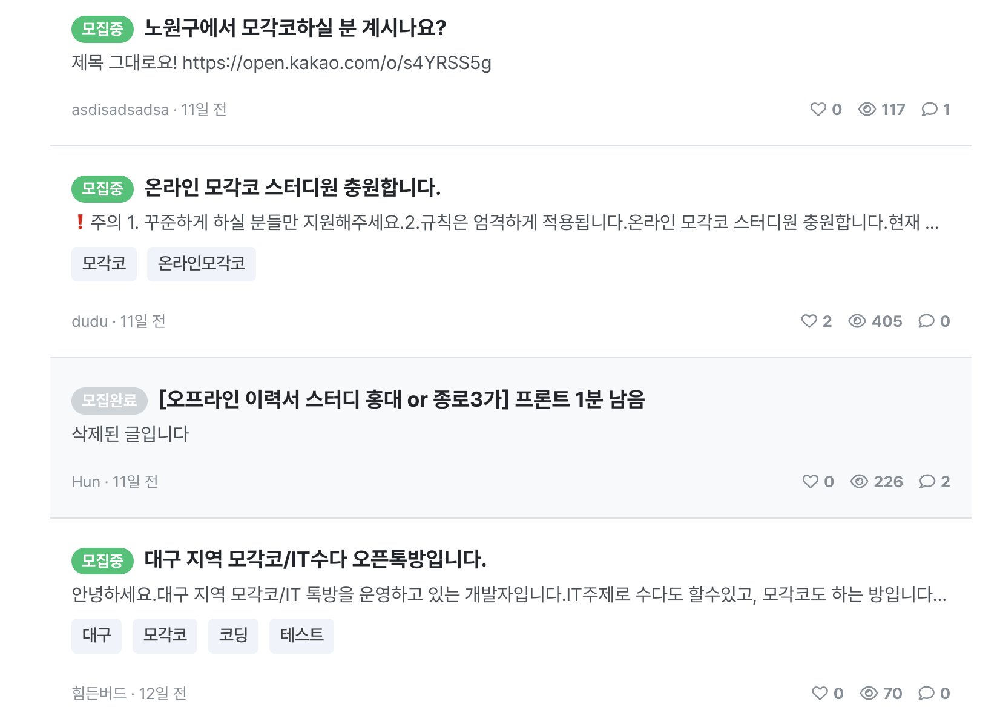 모집중 노원구에서 모각코하실 분 계시나요?
제목 그대로요! https://open.kakao.com/o/s4YRSS5g
asdisadsadsa · 11일 전 0 117 1
모집중 온라인 모각코 스터디원 충원합니다.
❗주의 1. 꾸준하게 하실 분들만 지원해주세요.2.규칙은 엄격하게 적용됩니다.온라인 모각코 스터디원 충원합니다.현재 ...
모각코 온라인모각코
dudu · 11일 전 2 405 0
모집완료 [오프라인 이력서 스터디 홍대 or 종로3가] 프론트 1분 남음
삭제된 글입니다
Hun · 11일 전 0 226 2
모집중 대구 지역 모각코/IT수다 오픈톡방입니다.
안녕하세요.대구 지역 모각코/IT 톡방을 운영하고 있는 개발자입니다.IT주제로 수다도 할수있고, 모각코도 하는 방입니다...
대구 모각코 코딩 테스트
힘든버드 · 12일 전 0 70 0